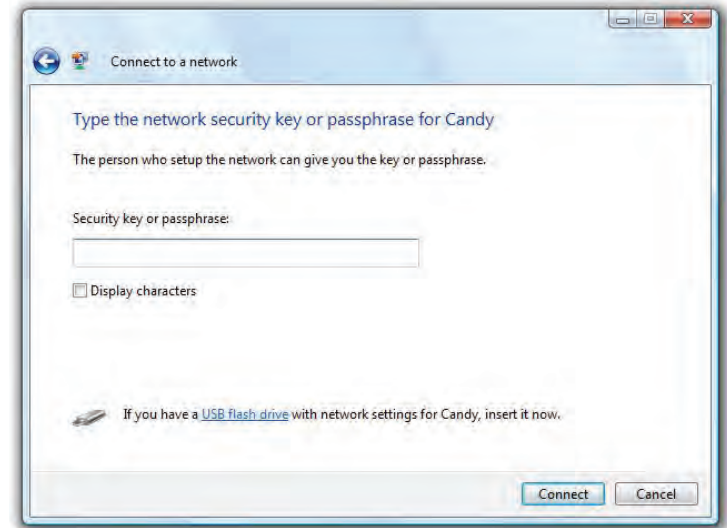 Connect to a network
Type the network security key or passphrase for Candy
The person who setup the network can give you the key or passphrase.
Security key or passphrase:
Display characters
If you have a USB flash drive with network settings for Candy, insert it now.
Connect Cancel